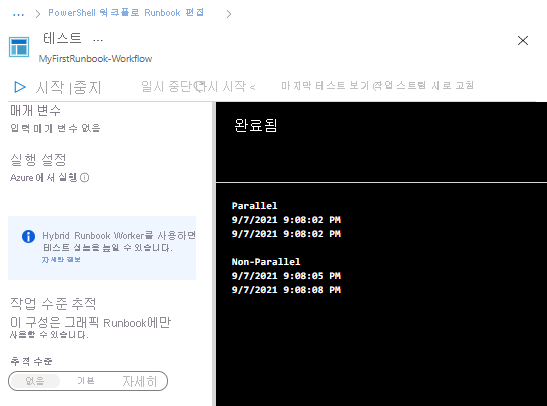 ... > PowerShell 워크플로 Runbook 편집 >
테스트 ...
MyFirstRunbook-Workflow
시작 |중지 일시 중단 다시 시작 마지막 테스트 보기 작업 스트림 새로 고침
매개 변수
입력 매개 변수 없음
실행 설정
Azure에서 실행
Hybrid Runbook Worker를 사용하면
테스트 성능을 높일 수 있습니다.
자세한 정보
작업 수준 추적
이 구성은 그래픽 Runbook에만
사용할 수 있습니다.
추적 수준
없음 기본 자세히
완료됨
Parallel
9/7/2021 9:08:02 PM
9/7/2021 9:08:02 PM
Non-Parallel
9/7/2021 9:08:05 PM
9/7/2021 9:08:08 PM